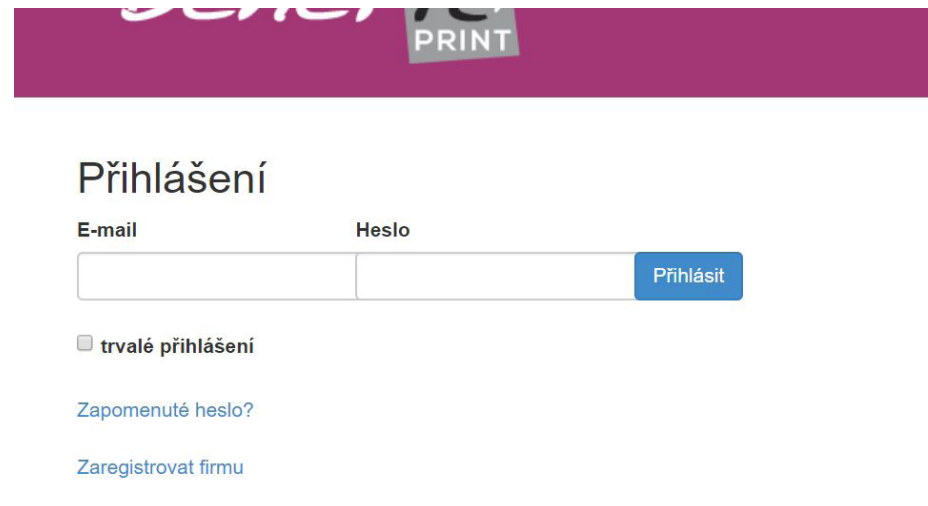 PRINT
Přihlášení
E-mail Heslo
Přihlásit
trvalé přihlášení
Zapomenuté heslo?
Zaregistrovat firmu